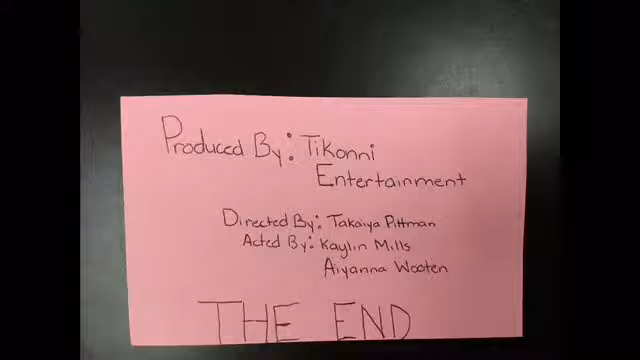 Produced By: Tikonni
Entertainment
Directed By: Takaiya Pittman
Acted By: Kaylin Mills
Aiyanna Wooten
THE END